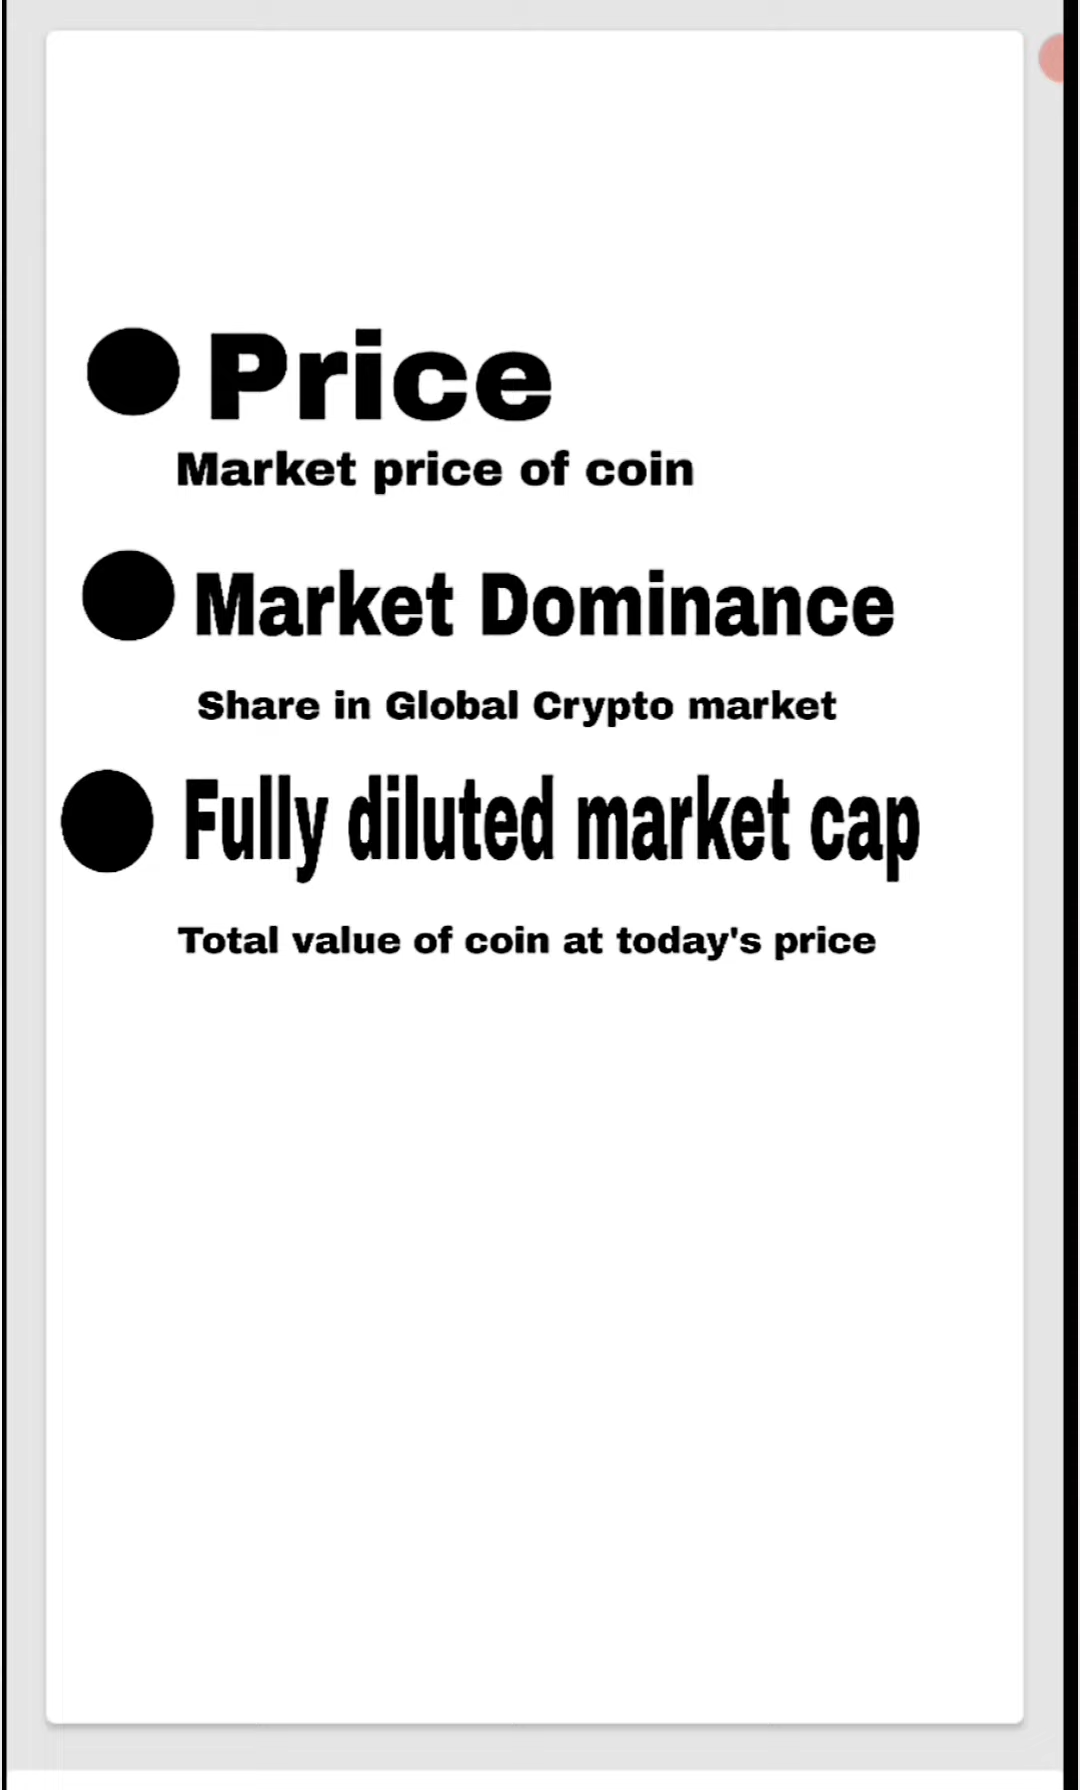 Price
Market price of coin
Market Dominance
Share in Global Crypto market
Fully diluted market cap
Total value of coin at today's price